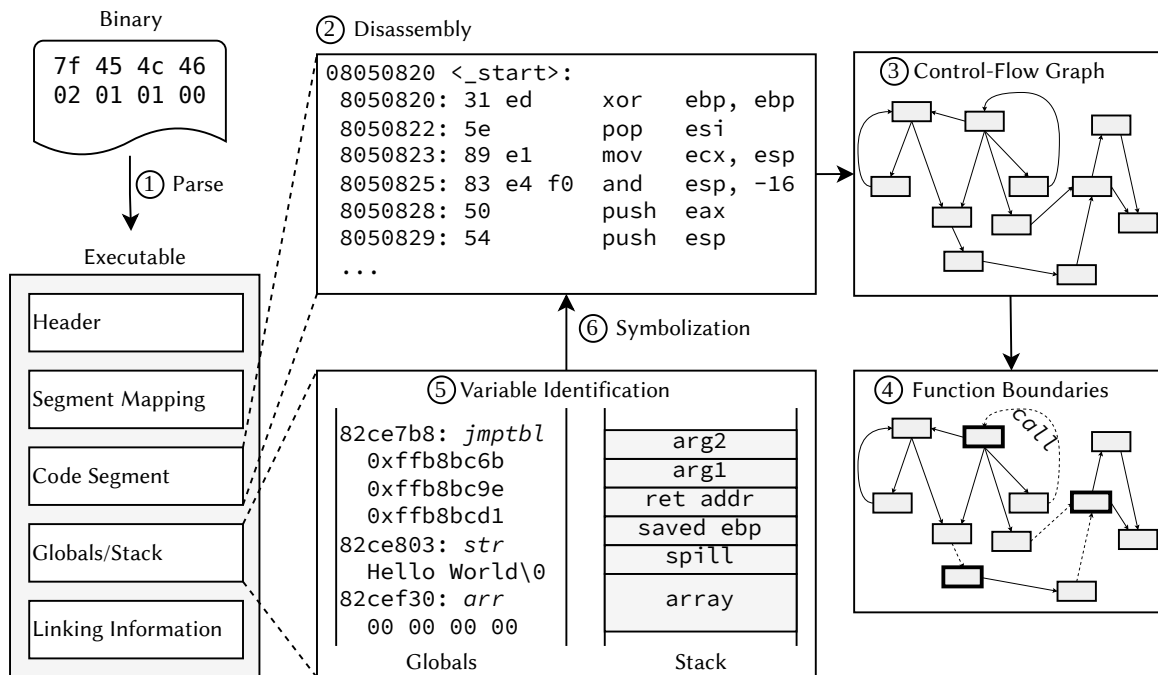 Binary
7f 45 4c 46
02 01 01 00
① Parse
Executable
Header
Segment Mapping
Code Segment
Globals/Stack
Linking Information
② Disassembly
08050820 <_start>:
8050820: 31 ed xor ebp, ebp
8050822: 5e pop esi
8050823: 89 e1 mov ecx, esp
8050825: 83 e4 f0 and esp, -16
8050828: 50 push eax
8050829: 54 push esp
...
③ Control-Flow Graph
④ Function Boundaries
call
⑥ Symbolization
⑤ Variable Identification
82ce7b8: jmptbl
0xffb8bc6b
0xffb8bc9e
0xffb8bcd1
82ce803: str
Hello World\0
82cef30: arr
00 00 00 00
Globals
arg2
arg1
ret addr
saved ebp
spill
array
Stack